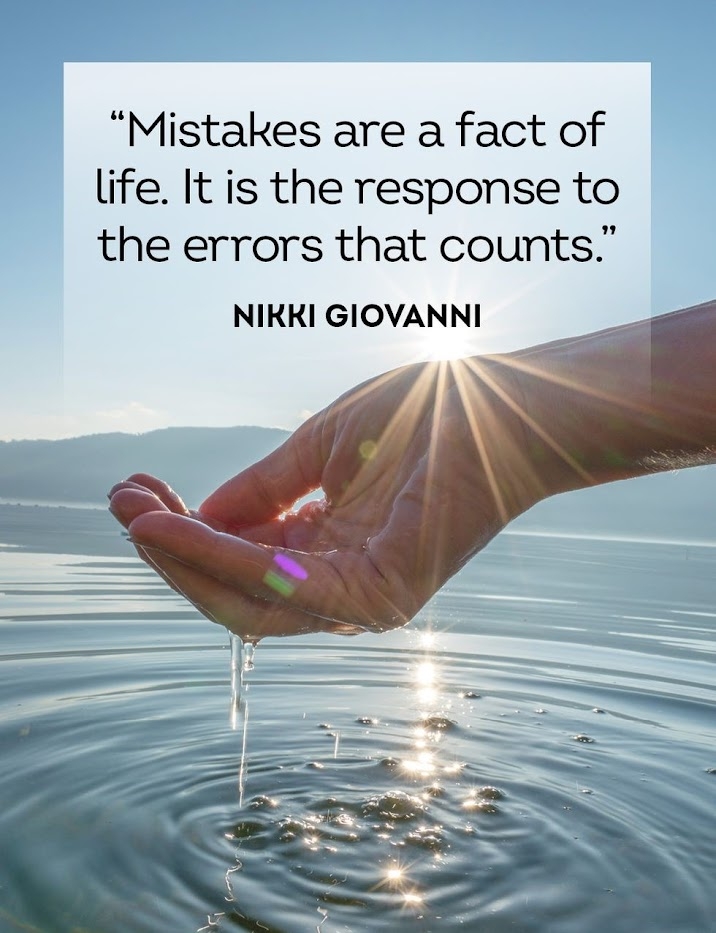 “Mistakes are a fact of
life. It is the response to
the errors that counts.”
NIKKI GIOVANNI